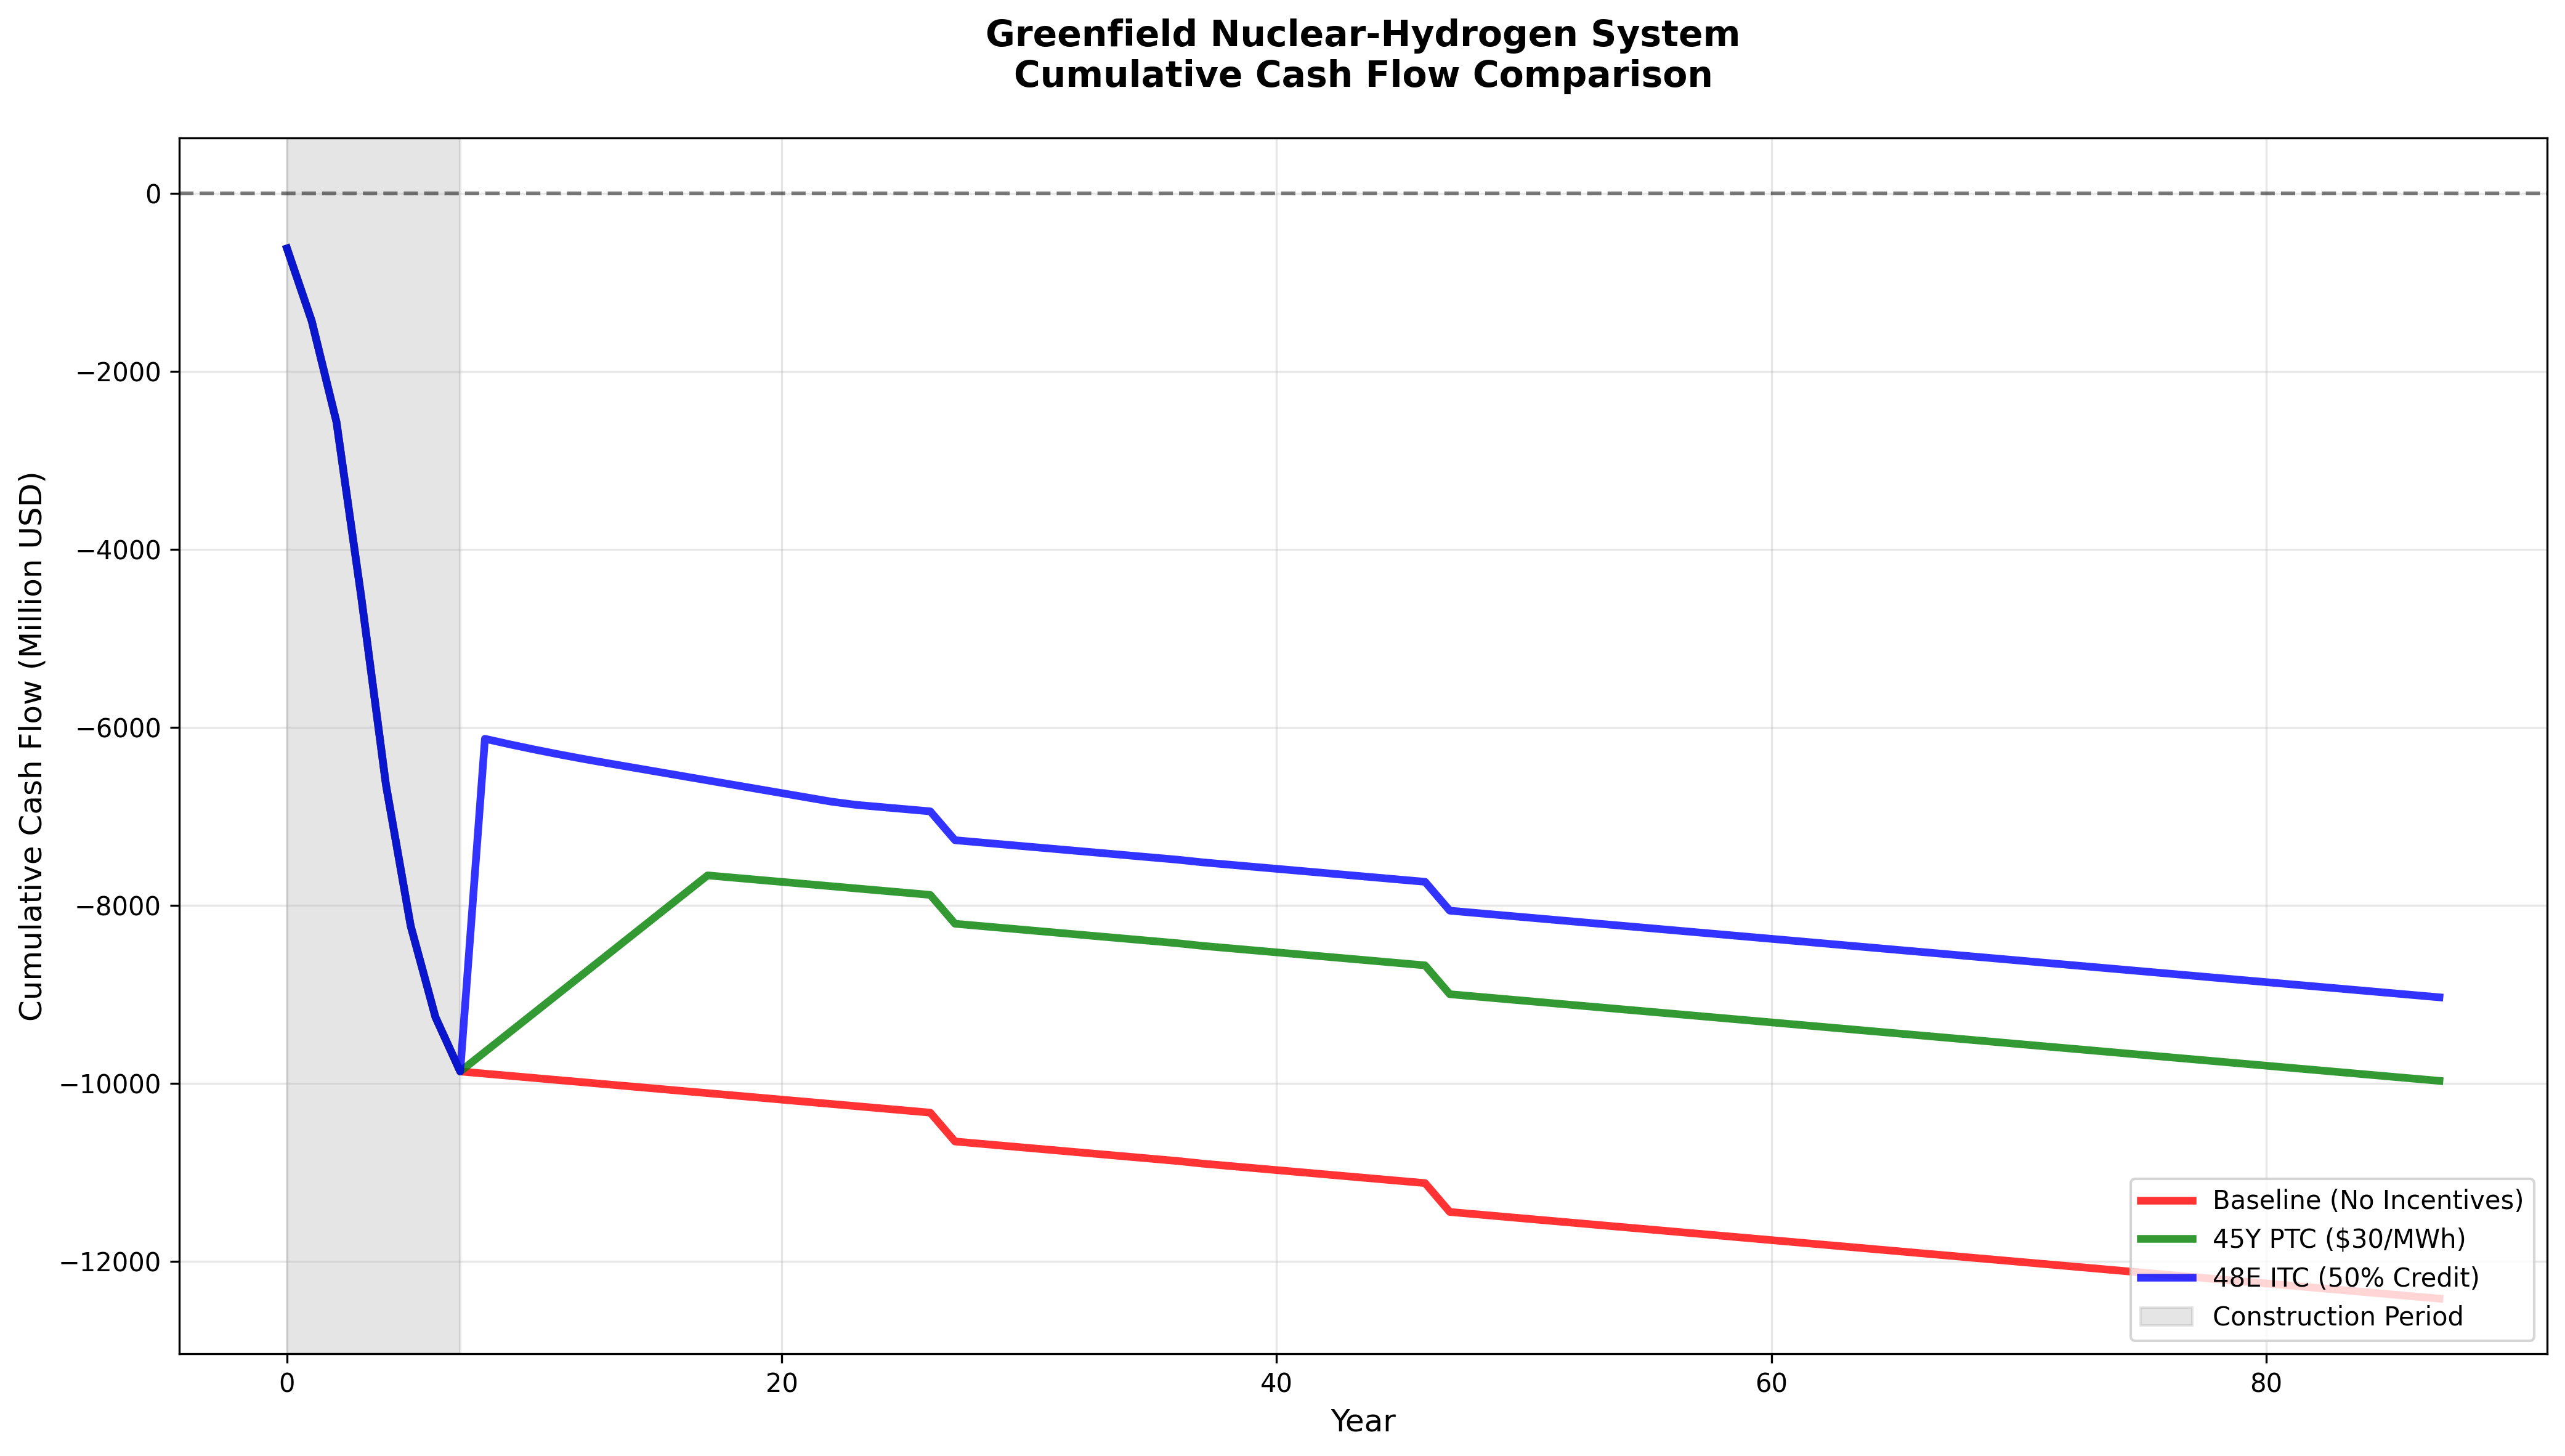 Greenfield Nuclear-Hydrogen System
Cumulative Cash Flow Comparison
Cumulative Cash Flow (Million USD)
0
−2000
−4000
−6000
−8000
−10000
−12000
0 20 40 60 80
Year
Baseline (No Incentives)
45Y PTC ($30/MWh)
48E ITC (50% Credit)
Construction Period